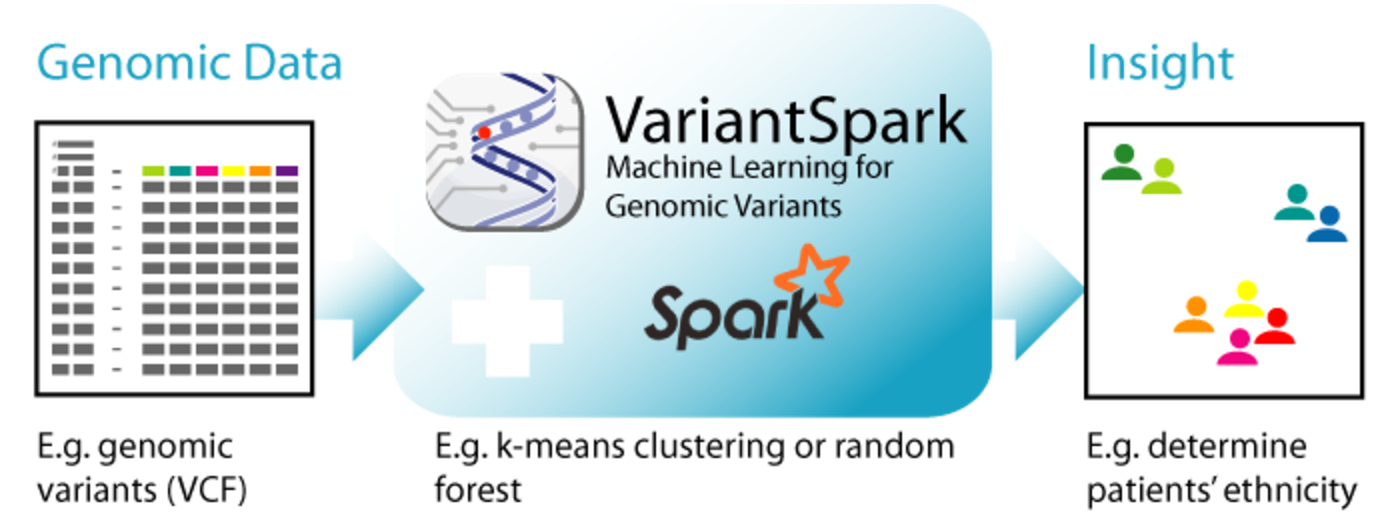 Genomic Data
E.g. genomic
variants (VCF)
VariantSpark
Machine Learning for
Genomic Variants
Spark
E.g. k-means clustering or random
forest
Insight
E.g. determine
patients' ethnicity